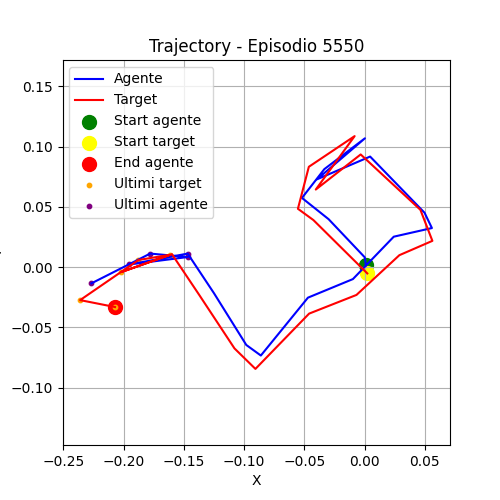 Trajectory - Episodio 5550
0.15
0.10
0.05
0.00
−0.05
−0.10
−0.25
−0.20
−0.15
−0.10
−0.05
0.00
0.05
X
Agente
Target
Start agente
Start target
End agente
Ultimi target
Ultimi agente